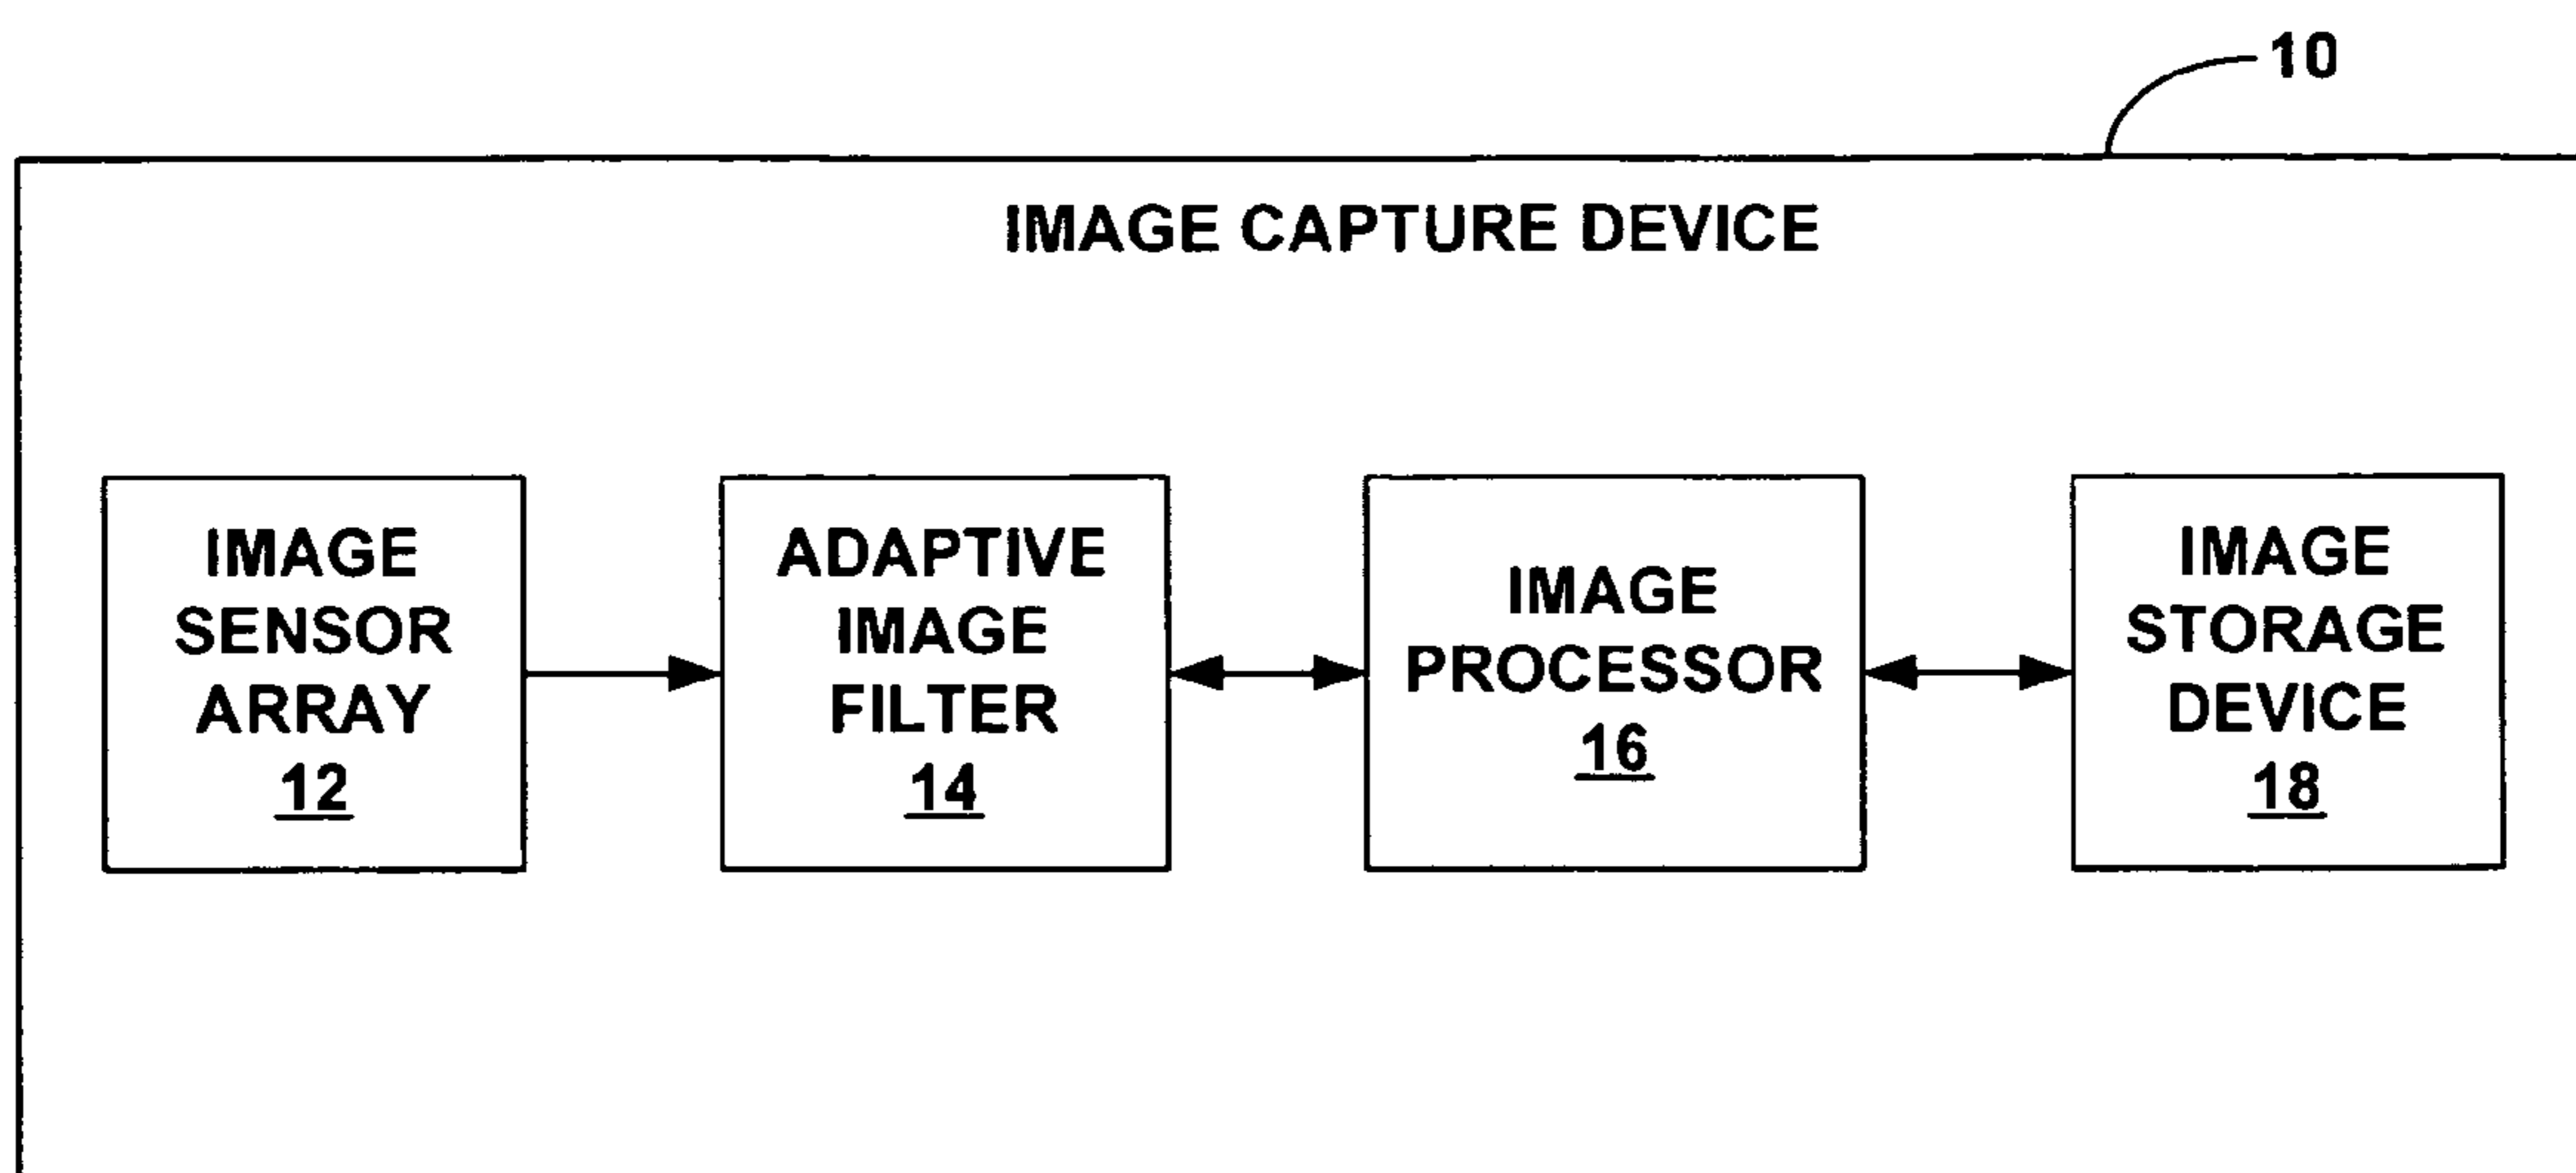 10
IMAGE CAPTURE DEVICE
IMAGE
SENSOR
ARRAY
12
ADAPTIVE
IMAGE
FILTER
14
IMAGE
PROCESSOR
16
IMAGE
STORAGE
DEVICE
18